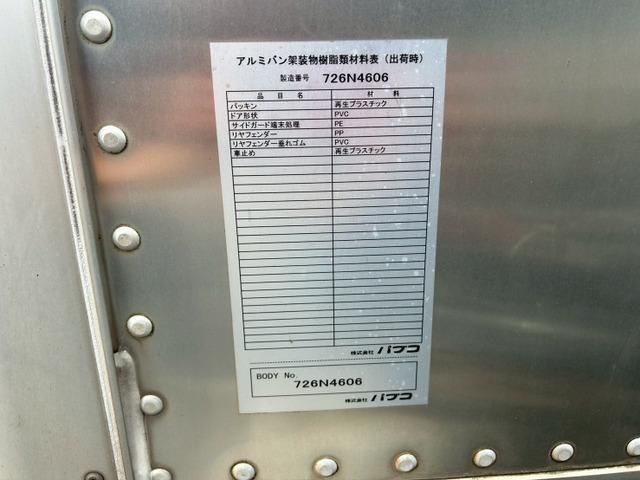 アルミバン架装物樹脂類材料表（出荷時）
製造番号 726N4606
品目名 材料
パッキン 再生プラスチック
ドア形状 PVC
サイドガード端末処理 PE
リヤフェンダー PP
リヤフェンダー垂れゴム PVC
車止め 再生プラスチック
株式会社 パブコ
BODY No.
726N4606
株式会社 パブコ